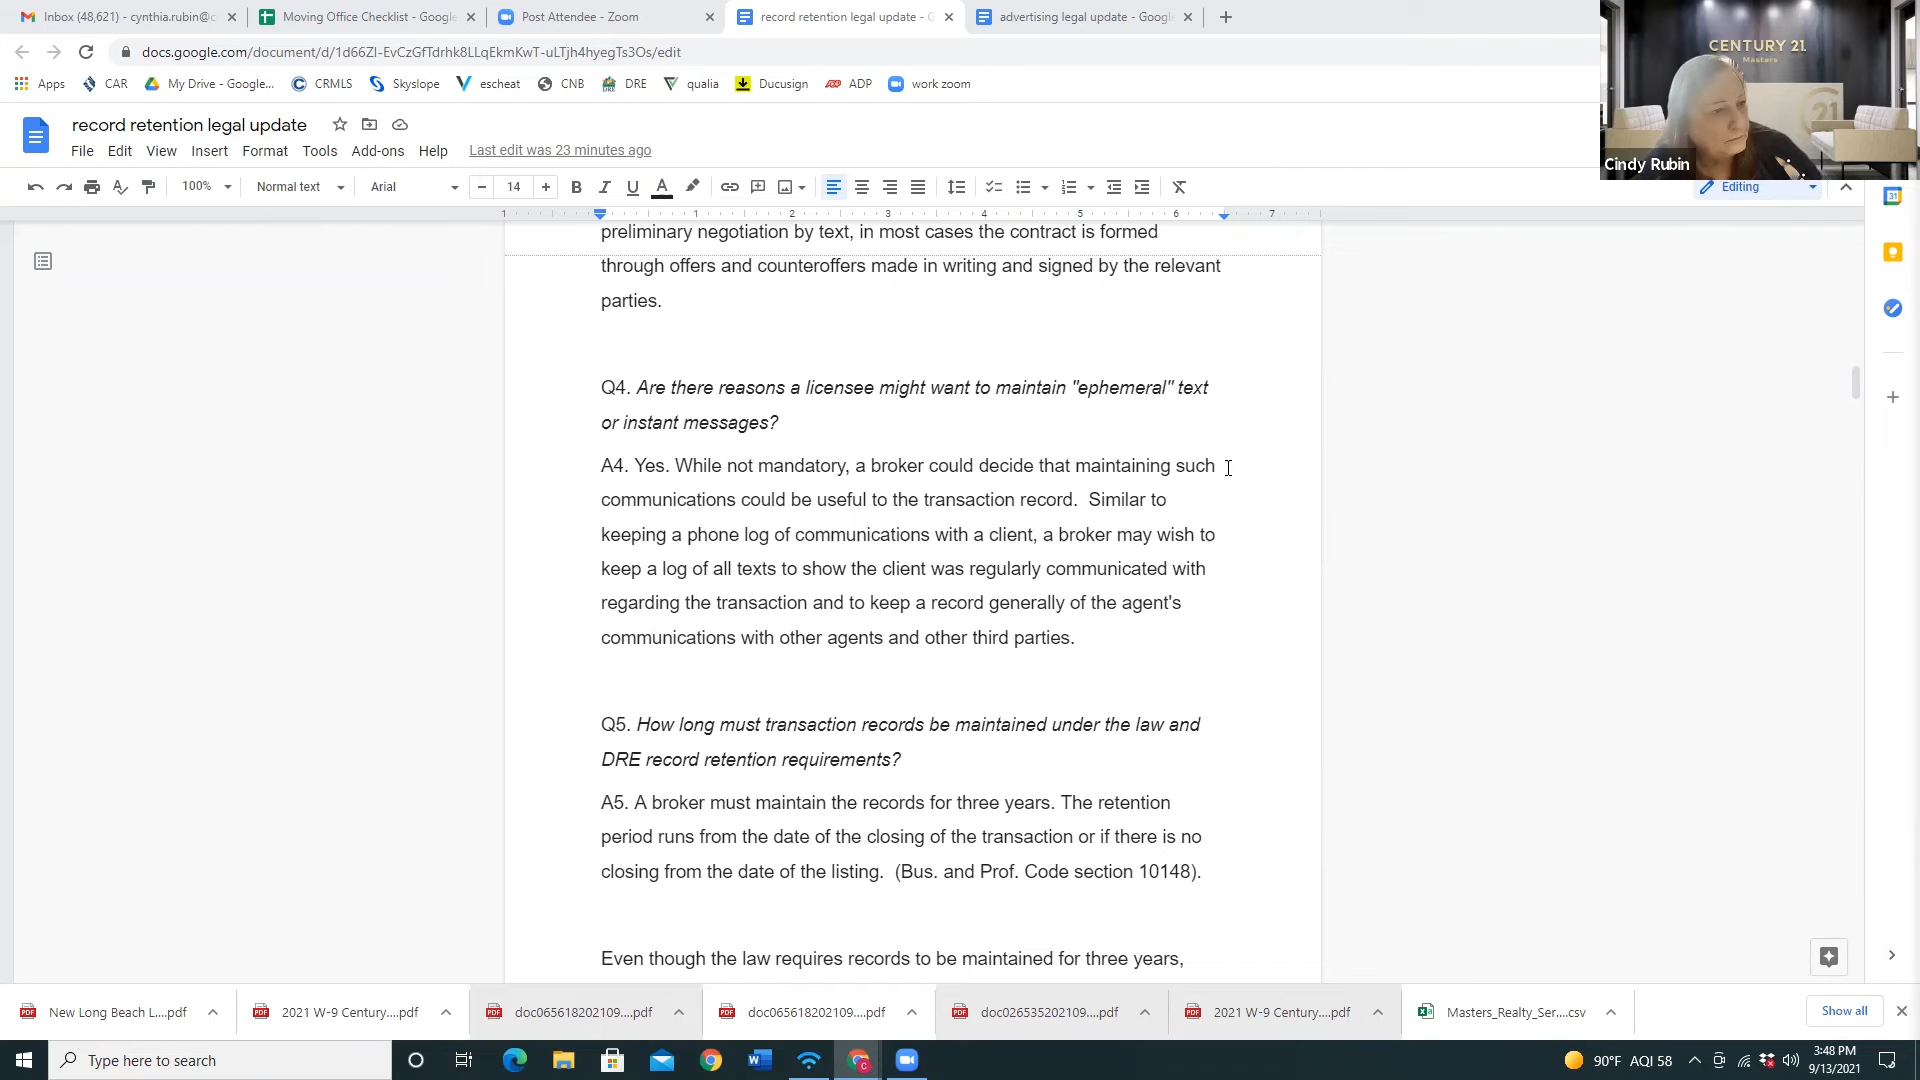 Inbox (48,621) - cynthia.rubin@c
Moving Office Checklist - Google
Post Attendee - Zoom
record retention legal update - G
advertising legal update - Googl
docs.google.com/document/d/1d66ZI-EvCzGfTdrhk8LLqEkmKwT-uLTjh4hyegTs3Os/edit
Apps
CAR
My Drive - Google...
CRMLS
Skyslope
escheat
CNB
DRE
qualia
Ducusign
ADP
work zoom
CENTURY 21.
Masters
21
Cindy Rubin
record retention legal update
File Edit View Insert Format Tools Add-ons Help Last edit was 23 minutes ago
100% Normal text Arial 14 Editing
1 1 2 3 4 5 6 7
preliminary negotiation by text, in most cases the contract is formed
through offers and counteroffers made in writing and signed by the relevant
parties.
Q4. Are there reasons a licensee might want to maintain "ephemeral" text
or instant messages?
A4. Yes. While not mandatory, a broker could decide that maintaining such
communications could be useful to the transaction record.  Similar to
keeping a phone log of communications with a client, a broker may wish to
keep a log of all texts to show the client was regularly communicated with
regarding the transaction and to keep a record generally of the agent's
communications with other agents and other third parties.
Q5. How long must transaction records be maintained under the law and
DRE record retention requirements?
A5. A broker must maintain the records for three years. The retention
period runs from the date of the closing of the transaction or if there is no
closing from the date of the listing.  (Bus. and Prof. Code section 10148).
Even though the law requires records to be maintained for three years,
New Long Beach L....pdf
2021 W-9 Century....pdf
doc065618202109....pdf
doc065618202109....pdf
doc026535202109....pdf
2021 W-9 Century....pdf
Masters_Realty_Ser....csv
Show all
Type here to search
90°F AQI 58
3:48 PM
9/13/2021